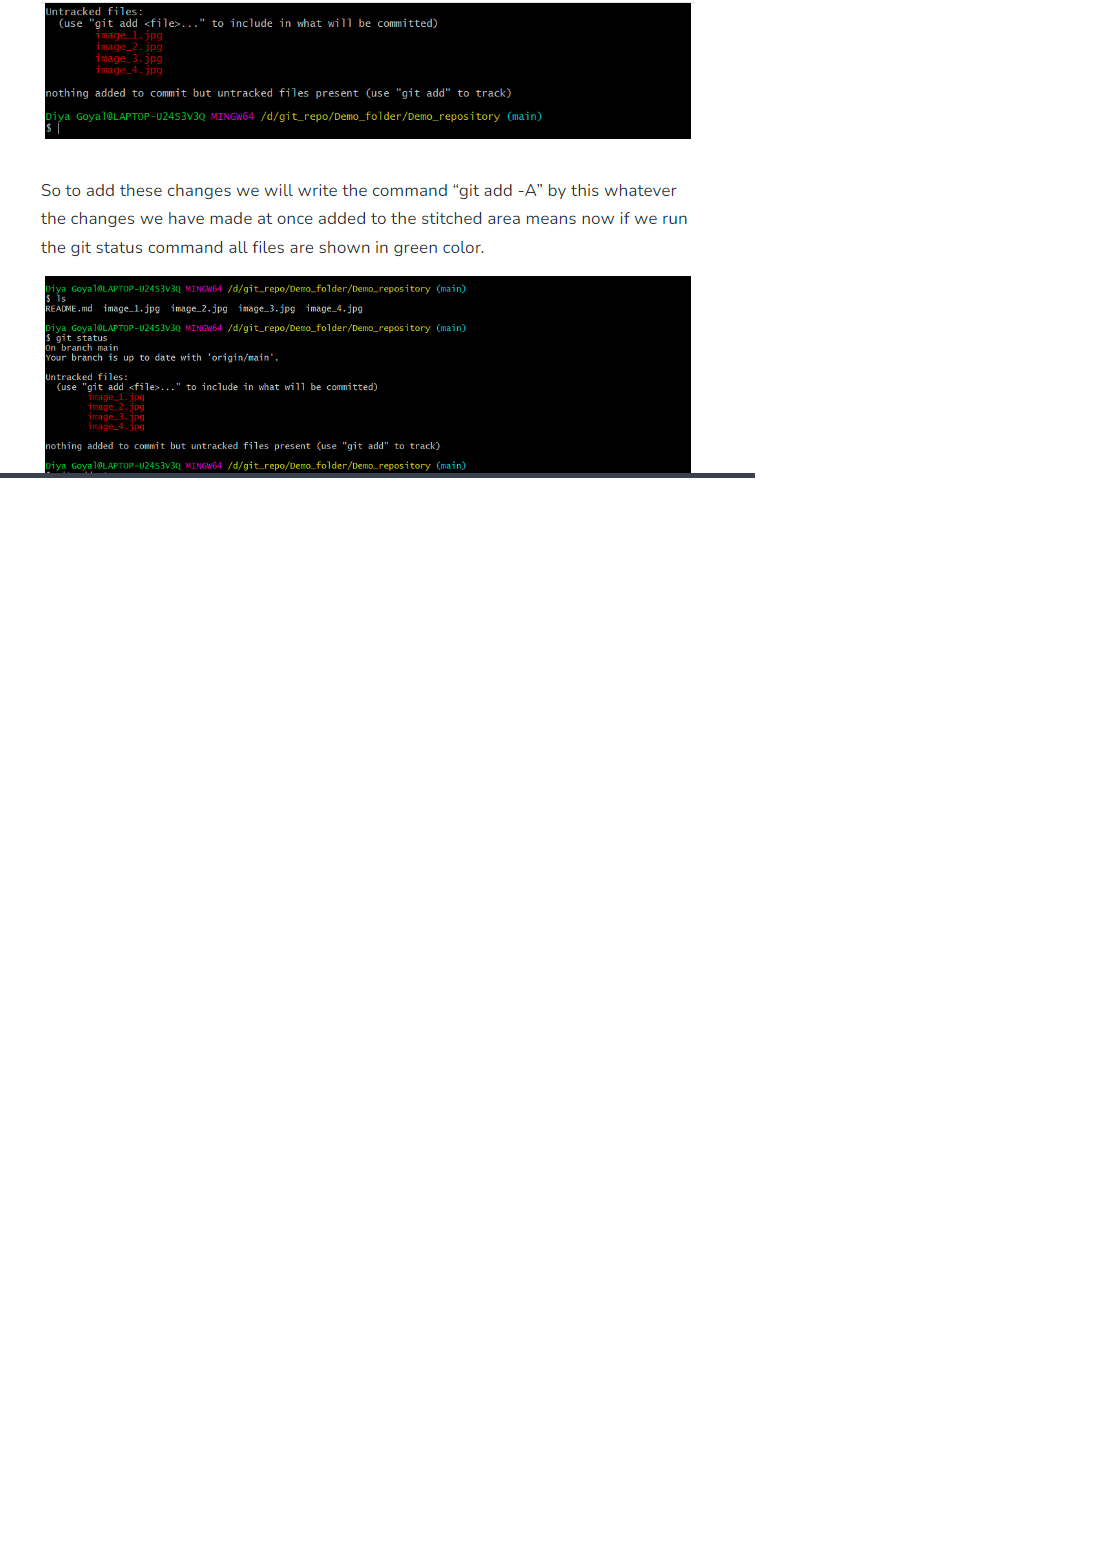 Untracked files:
(use "git add <file>..." to include in what will be committed)
image_1.jpg
image_2.jpg
image_3.jpg
image_4.jpg
nothing added to commit but untracked files present (use "git add" to track)
Diya Goyal@LAPTOP-U24S3V3Q MINGW64 /d/git_repo/Demo_folder/Demo_repository (main)
$
So to add these changes we will write the command “git add -A” by this whatever
the changes we have made at once added to the stitched area means now if we run
the git status command all files are shown in green color.
Diya Goyal@LAPTOP-U24S3V3Q MINGW64 /d/git_repo/Demo_folder/Demo_repository (main)
$ ls
README.md image_1.jpg image_2.jpg image_3.jpg image_4.jpg
Diya Goyal@LAPTOP-U24S3V3Q MINGW64 /d/git_repo/Demo_folder/Demo_repository (main)
$ git status
On branch main
Your branch is up to date with 'origin/main'.
Untracked files:
(use "git add <file>..." to include in what will be committed)
image_1.jpg
image_2.jpg
image_3.jpg
image_4.jpg
nothing added to commit but untracked files present (use "git add" to track)
Diya Goyal@LAPTOP-U24S3V3Q MINGW64 /d/git_repo/Demo_folder/Demo_repository (main)